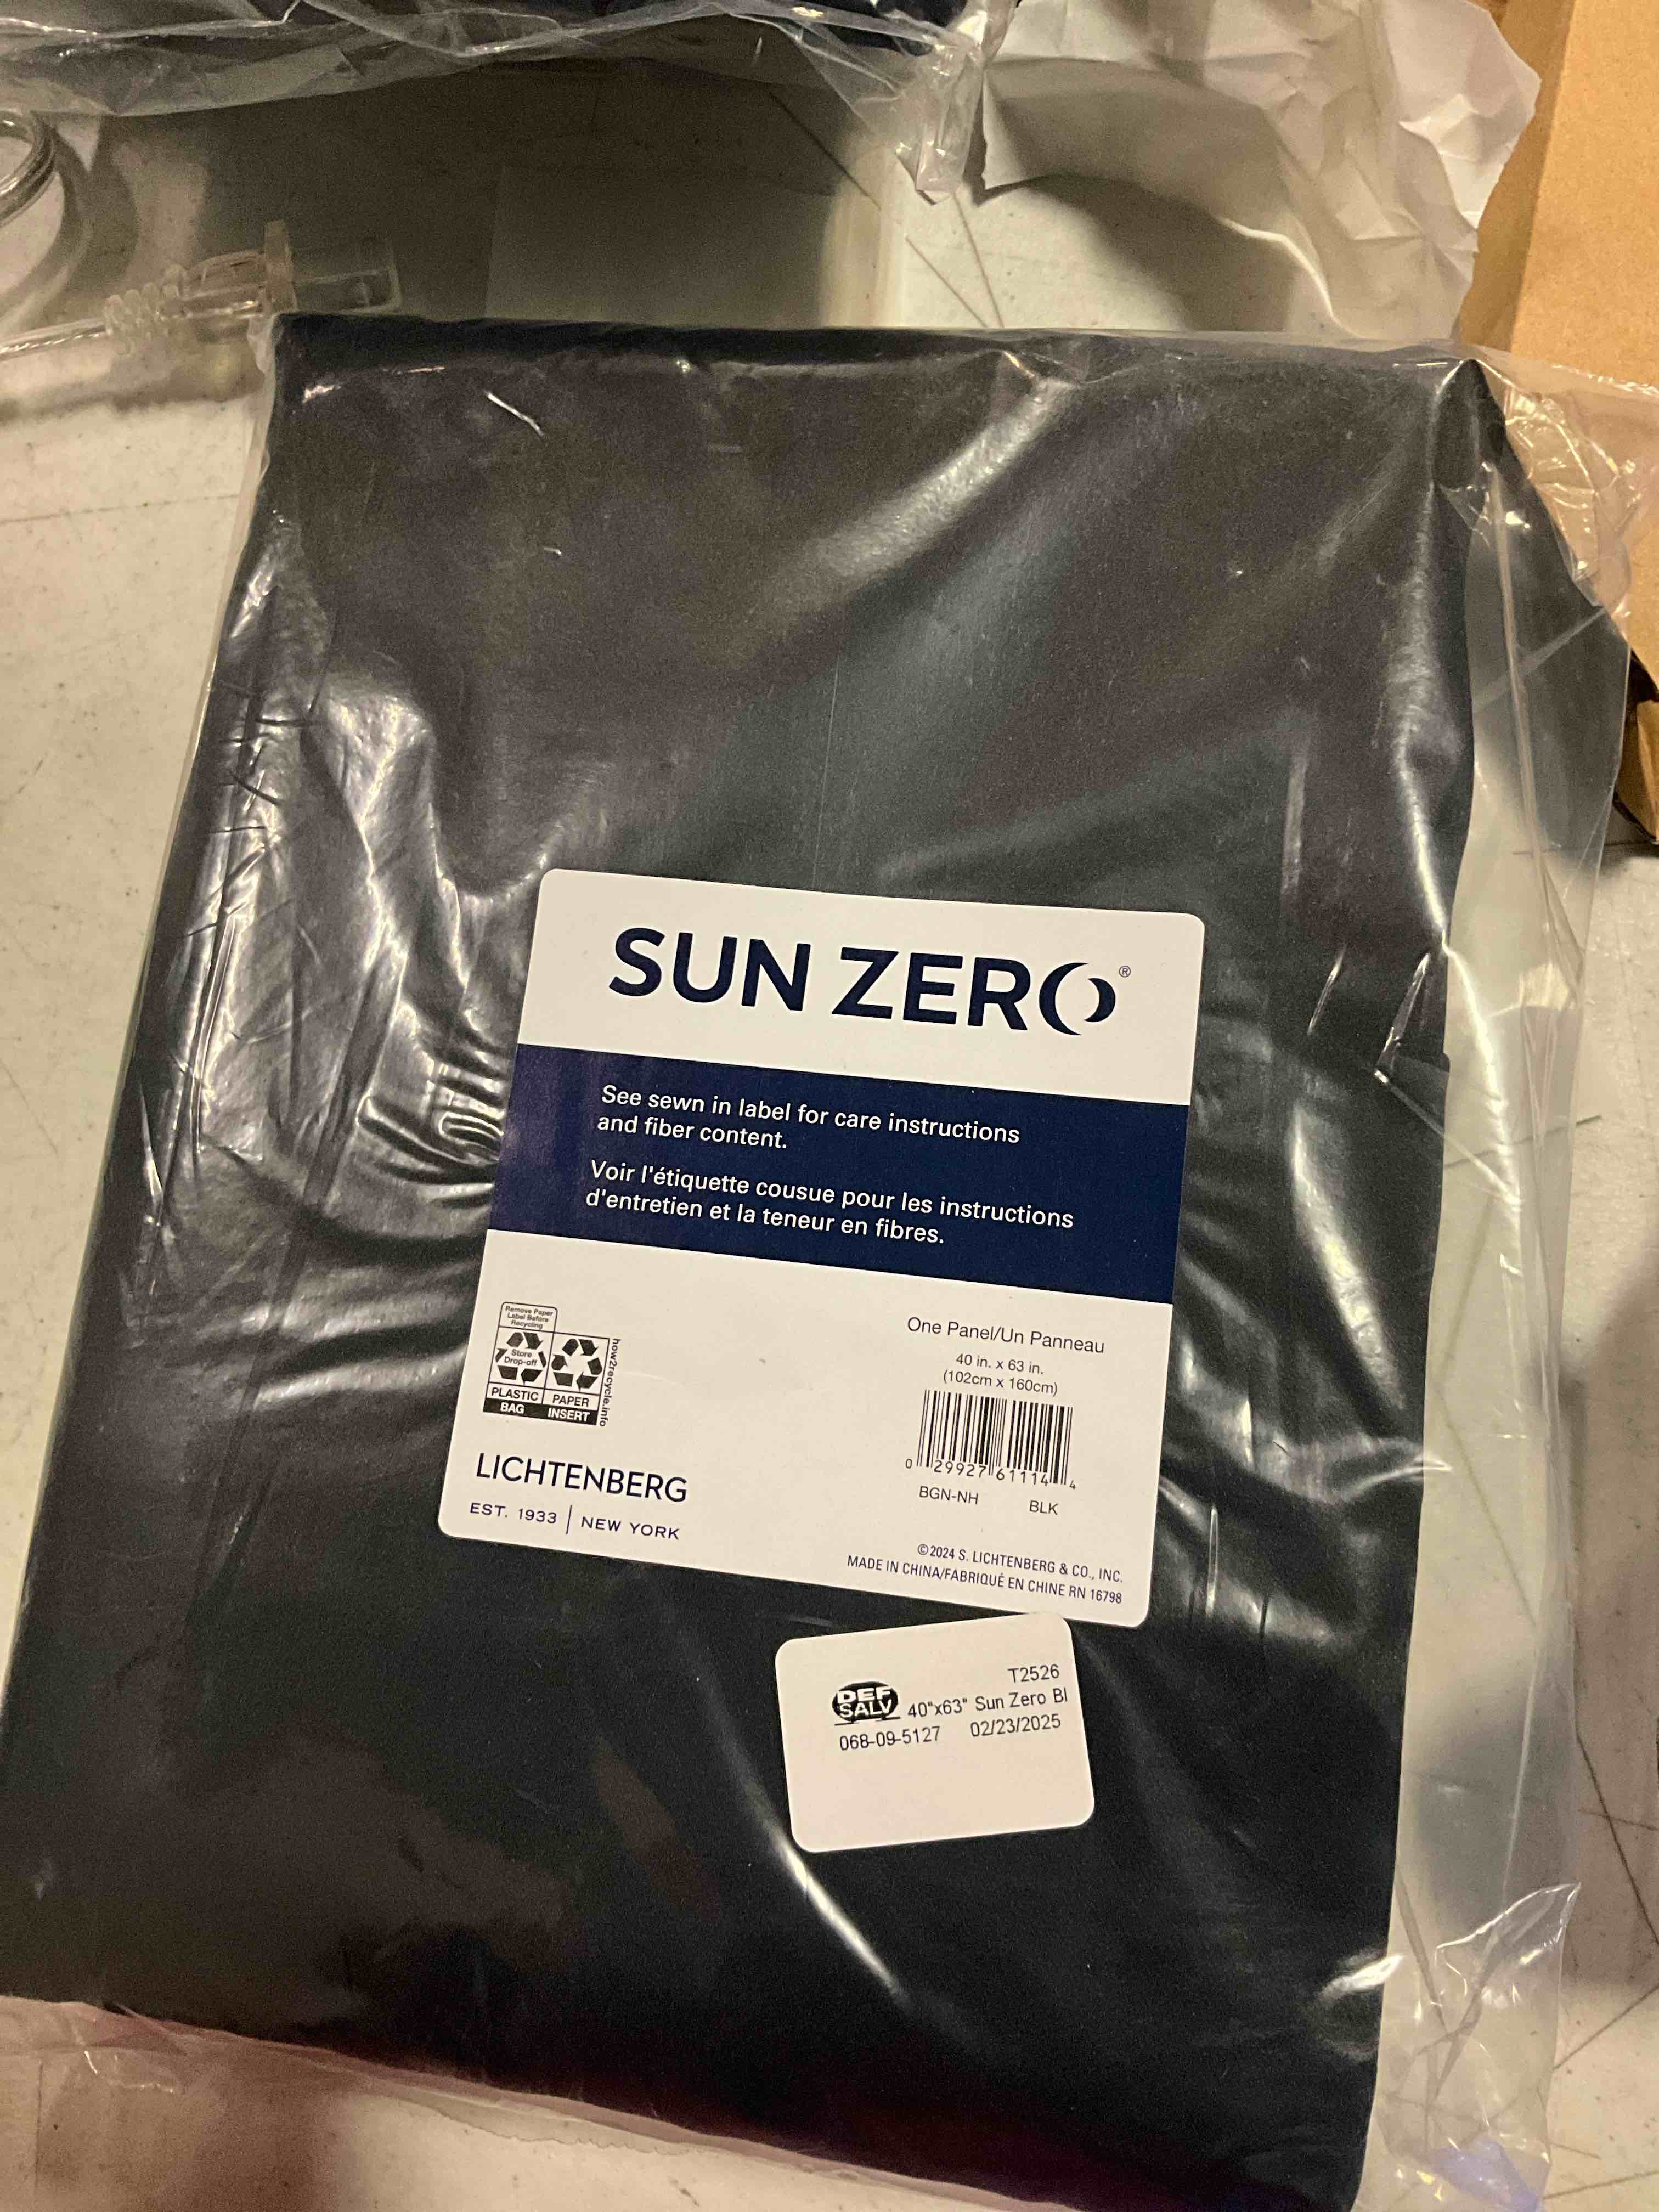 SUN ZERO®
See sewn in label for care instructions
and fiber content.
Voir l'étiquette cousue pour les instructions
d'entretien et la teneur en fibres.
Remove Paper
Label Before
Recycling
Store
Drop-off
PLASTIC
BAG
PAPER
INSERT
how2recycle.info
One Panel/Un Panneau
40 in. x 63 in.
(102cm x 160cm)
0 29927 61114 4
BGN-NH BLK
LICHTENBERG
EST. 1933 | NEW YORK
©2024 S. LICHTENBERG & CO., INC.
MADE IN CHINA/FABRIQUÉ EN CHINE RN 16798
T2526
DEF
SALV
40"x63" Sun Zero Bl
068-09-5127 02/23/2025